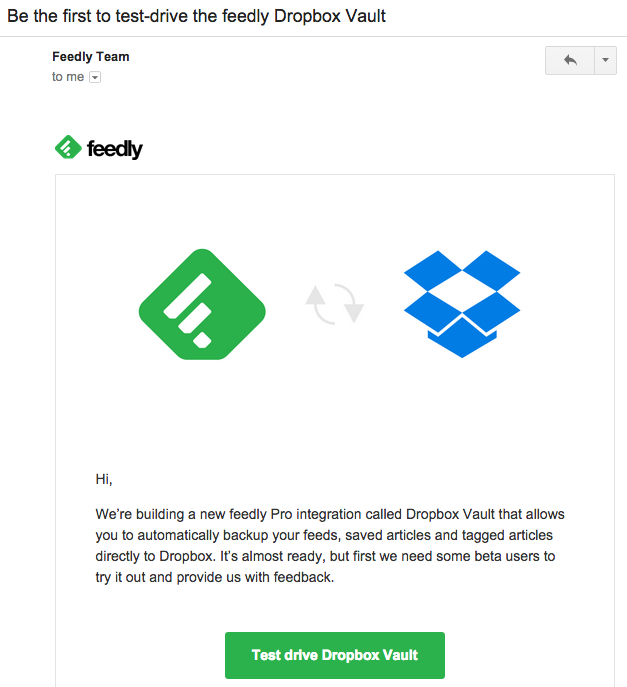 Be the first to test-drive the feedly Dropbox Vault
Feedly Team
to me
feedly
Hi,
We’re building a new feedly Pro integration called Dropbox Vault that allows
you to automatically backup your feeds, saved articles and tagged articles
directly to Dropbox. It’s almost ready, but first we need some beta users to
try it out and provide us with feedback.
Test drive Dropbox Vault